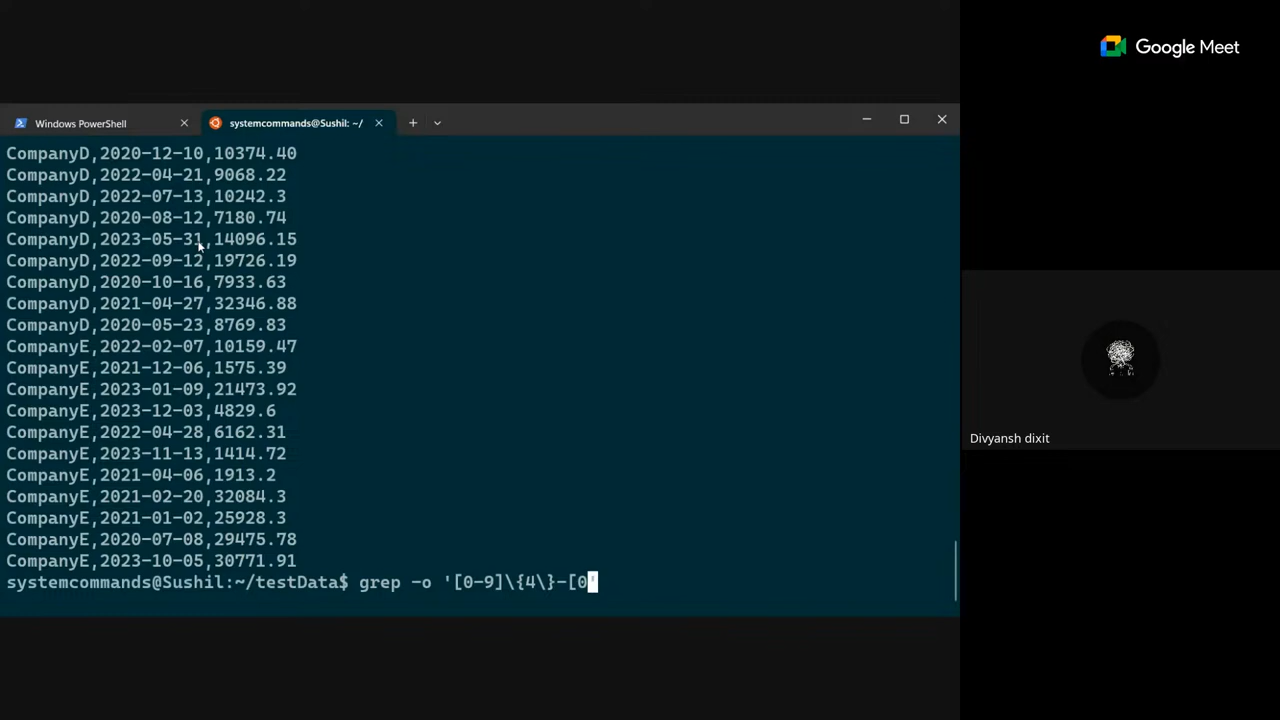 Google Meet
Windows PowerShell
systemcommands@Sushil: ~/
CompanyD,2020-12-10,10374.40
CompanyD,2022-04-21,9068.22
CompanyD,2022-07-13,10242.3
CompanyD,2020-08-12,7180.74
CompanyD,2023-05-31,14096.15
CompanyD,2022-09-12,19726.19
CompanyD,2020-10-16,7933.63
CompanyD,2021-04-27,32346.88
CompanyD,2020-05-23,8769.83
CompanyE,2022-02-07,10159.47
CompanyE,2021-12-06,1575.39
CompanyE,2023-01-09,21473.92
CompanyE,2023-12-03,4829.6
CompanyE,2022-04-28,6162.31
CompanyE,2023-11-13,1414.72
CompanyE,2021-04-06,1913.2
CompanyE,2021-02-20,32084.3
CompanyE,2021-01-02,25928.3
CompanyE,2020-07-08,29475.78
CompanyE,2023-10-05,30771.91
systemcommands@Sushil:~/testData$ grep -o '[0-9]\{4\}-[0'
Divyansh dixit